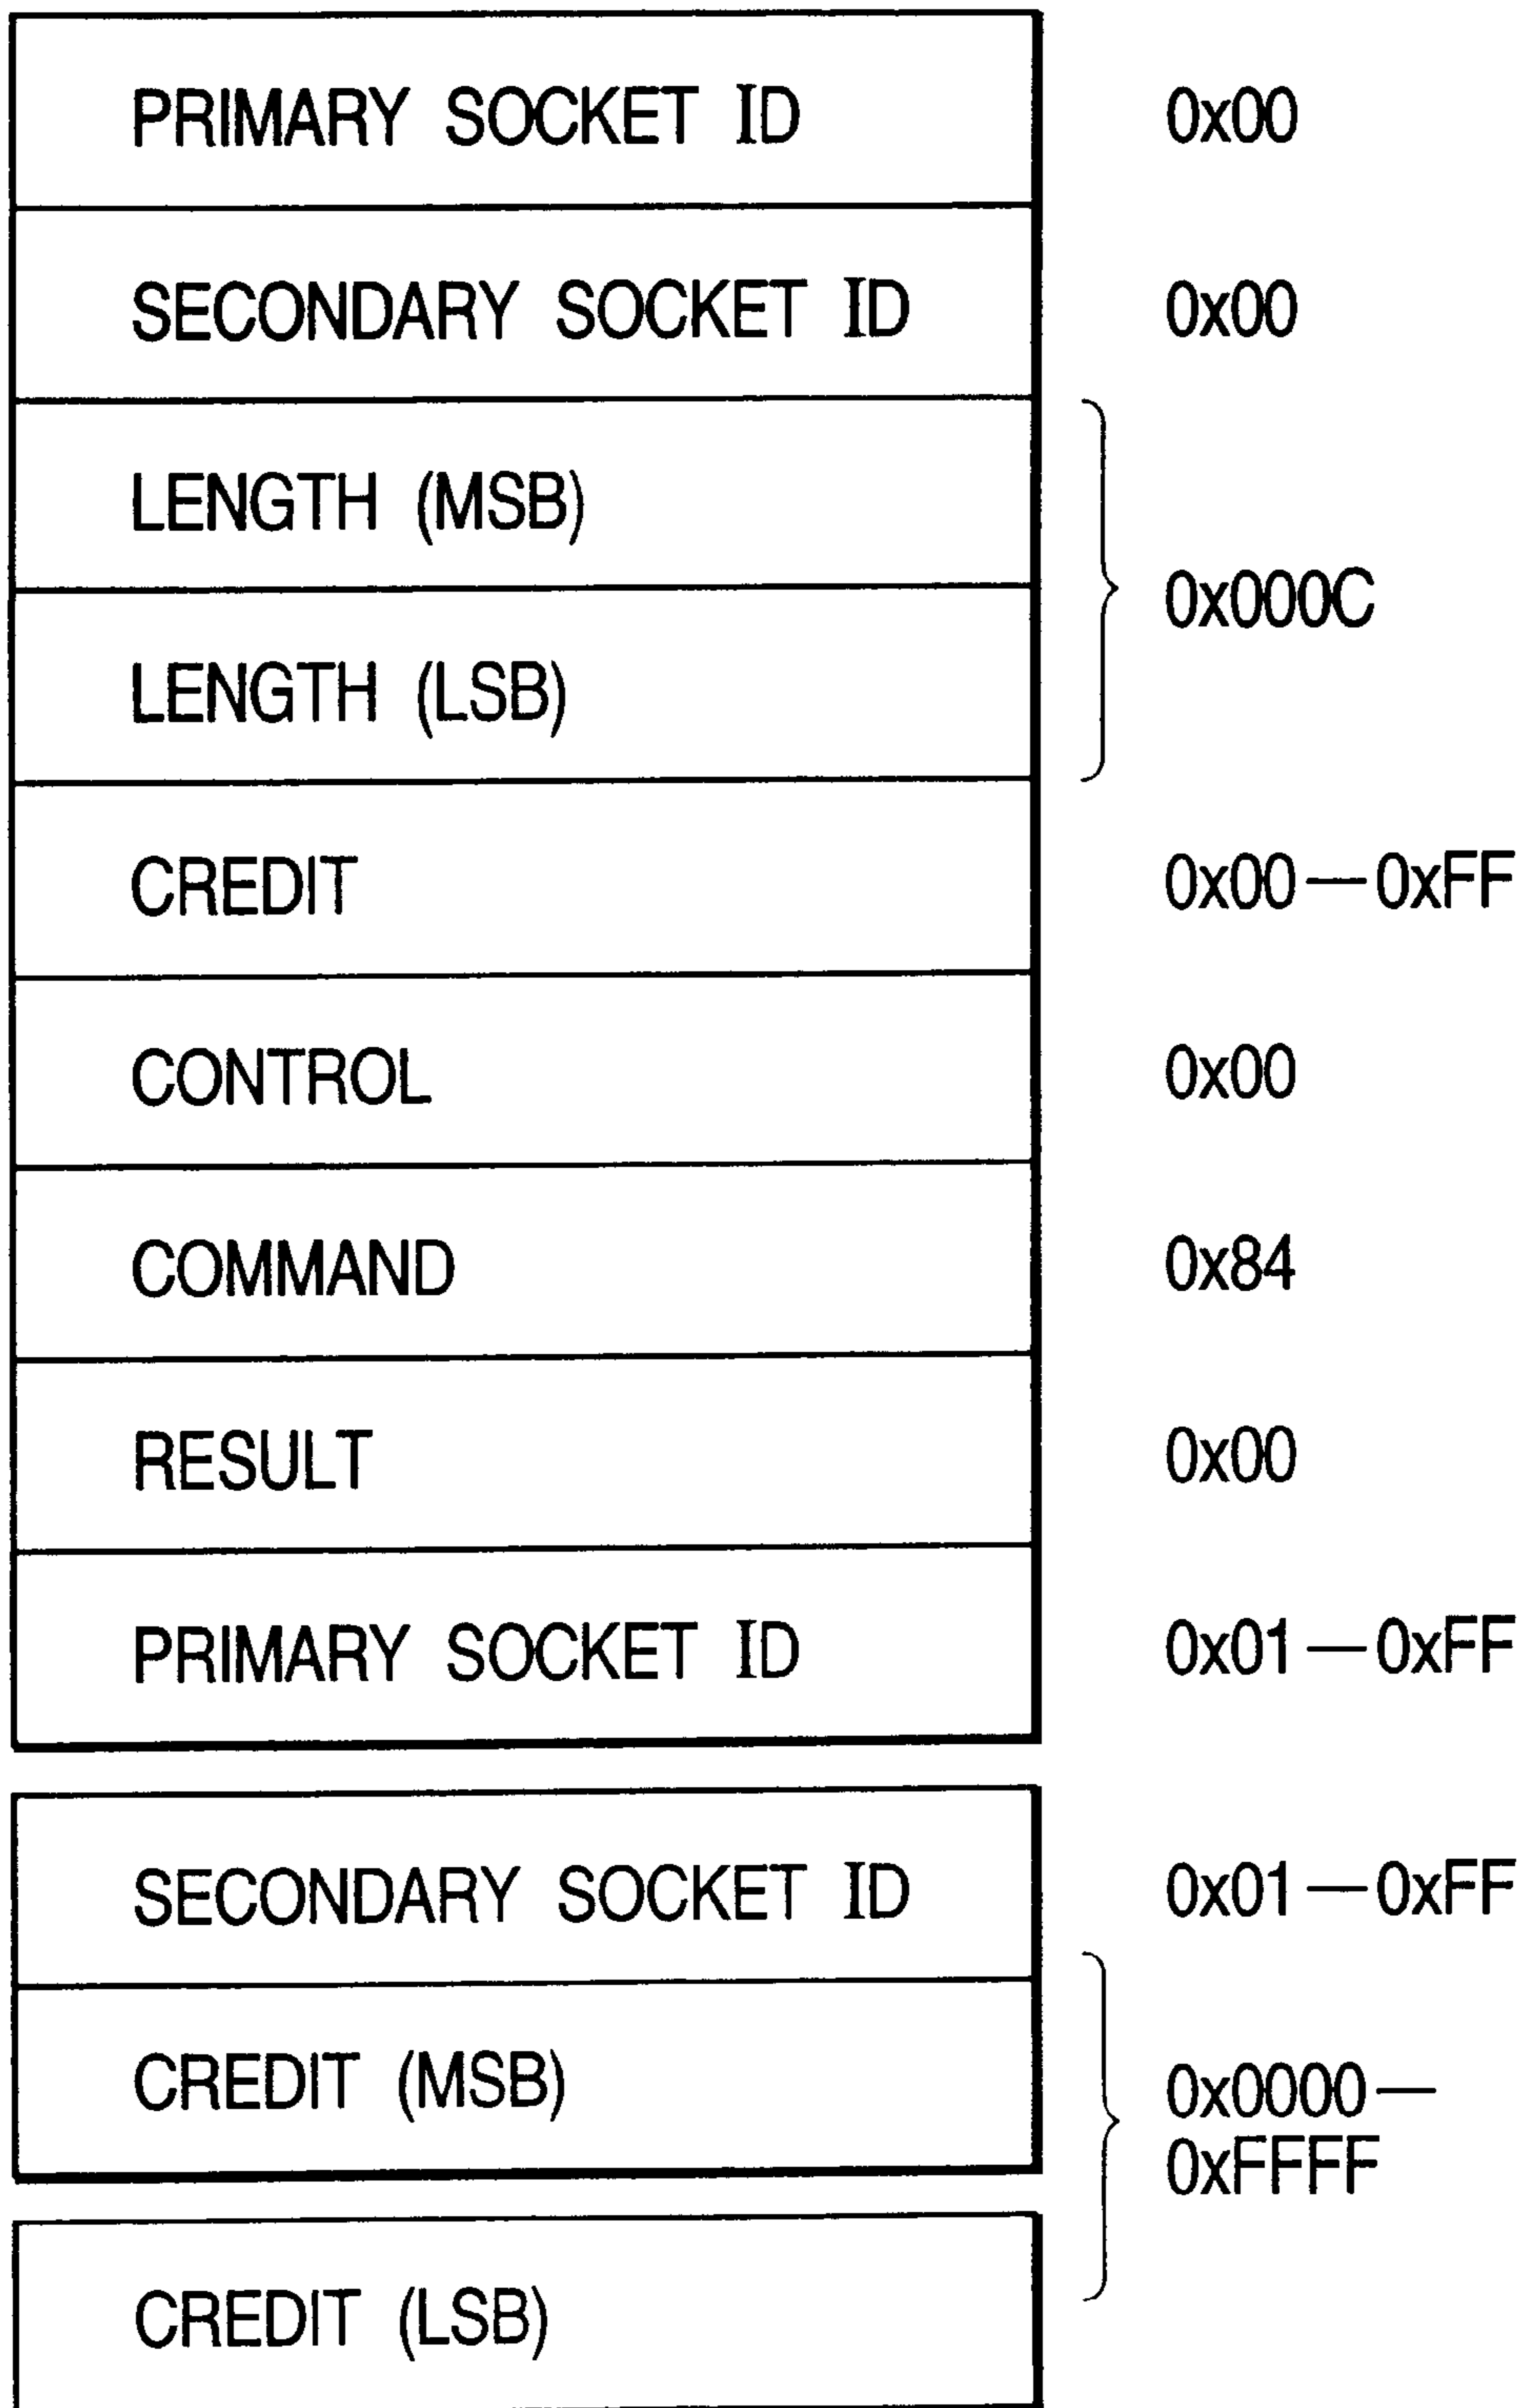 PRIMARY SOCKET ID 0x00
SECONDARY SOCKET ID 0x00
LENGTH (MSB)
0x000C
LENGTH (LSB)
CREDIT 0x00—0xFF
CONTROL 0x00
COMMAND 0x84
RESULT 0x00
PRIMARY SOCKET ID 0x01—0xFF
SECONDARY SOCKET ID 0x01—0xFF
CREDIT (MSB) 0x0000—
0xFFFF
CREDIT (LSB)